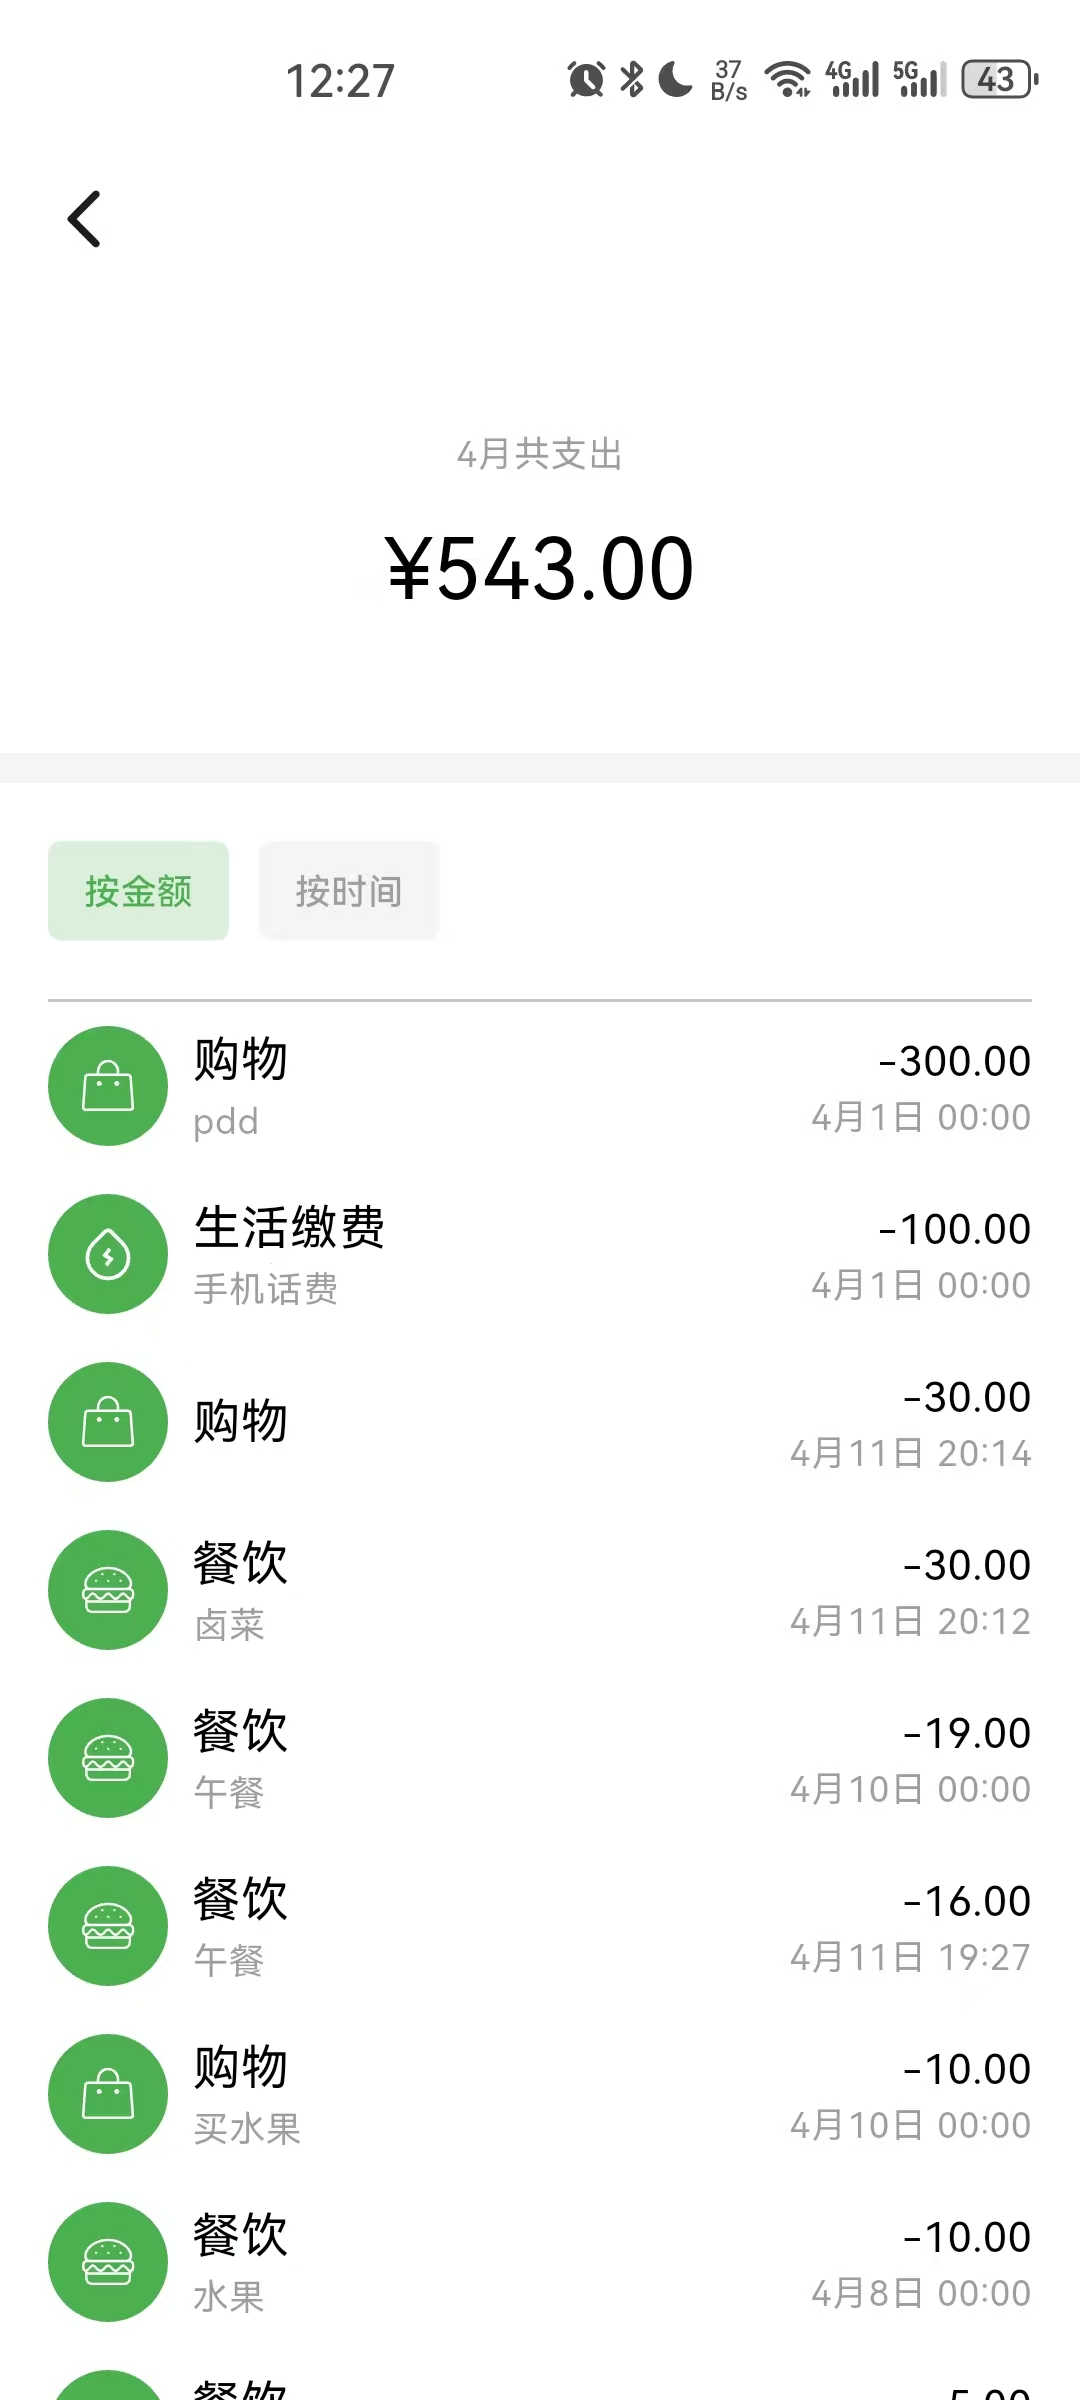 12:27
37
B/s
4G
5G
43
4月共支出
¥543.00
按金额
按时间
购物
-300.00
pdd
4月1日 00:00
生活缴费
-100.00
手机话费
4月1日 00:00
购物
-30.00
4月11日 20:14
餐饮
-30.00
卤菜
4月11日 20:12
餐饮
-19.00
午餐
4月10日 00:00
餐饮
-16.00
午餐
4月11日 19:27
购物
-10.00
买水果
4月10日 00:00
餐饮
-10.00
水果
4月8日 00:00
餐饮